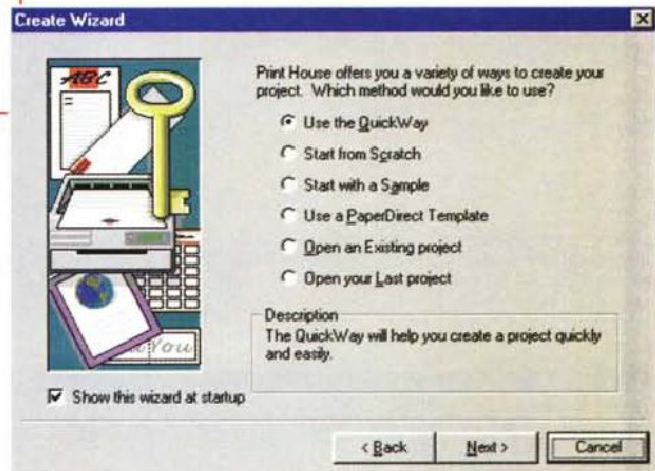 Create Wizard
ABC
Print House offers you a variety of ways to create your
project. Which method would you like to use?
Use the QuickWay
Start from Scratch
Start with a Sample
Use a PaperDirect Template
Open an Existing project
Open your Last project
Description
The QuickWay will help you create a project quickly
and easily.
You
Show this wizard at startup
< Back
Next >
Cancel